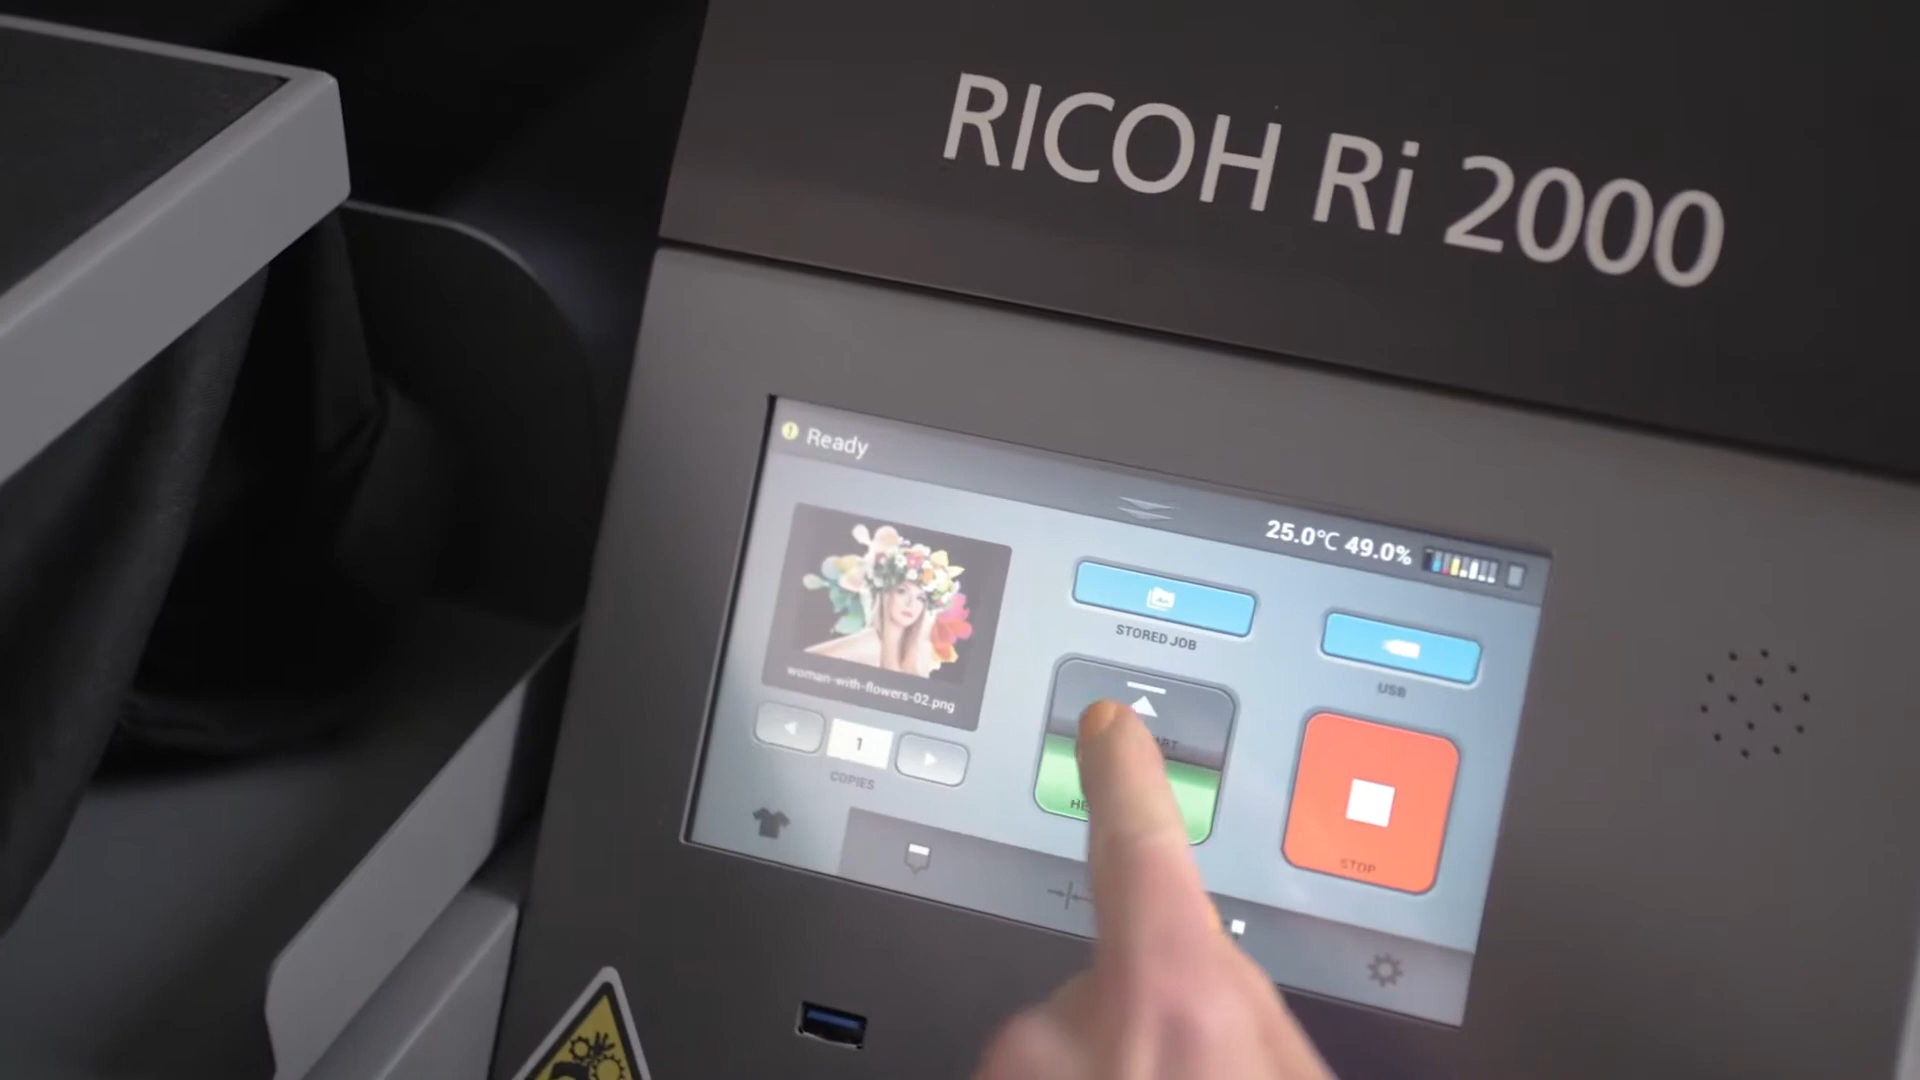 RICOH Ri 2000
Ready
25.0°C 49.0%
woman-with-flowers-02.png
STORED JOB
USB
1
COPIES
STOP